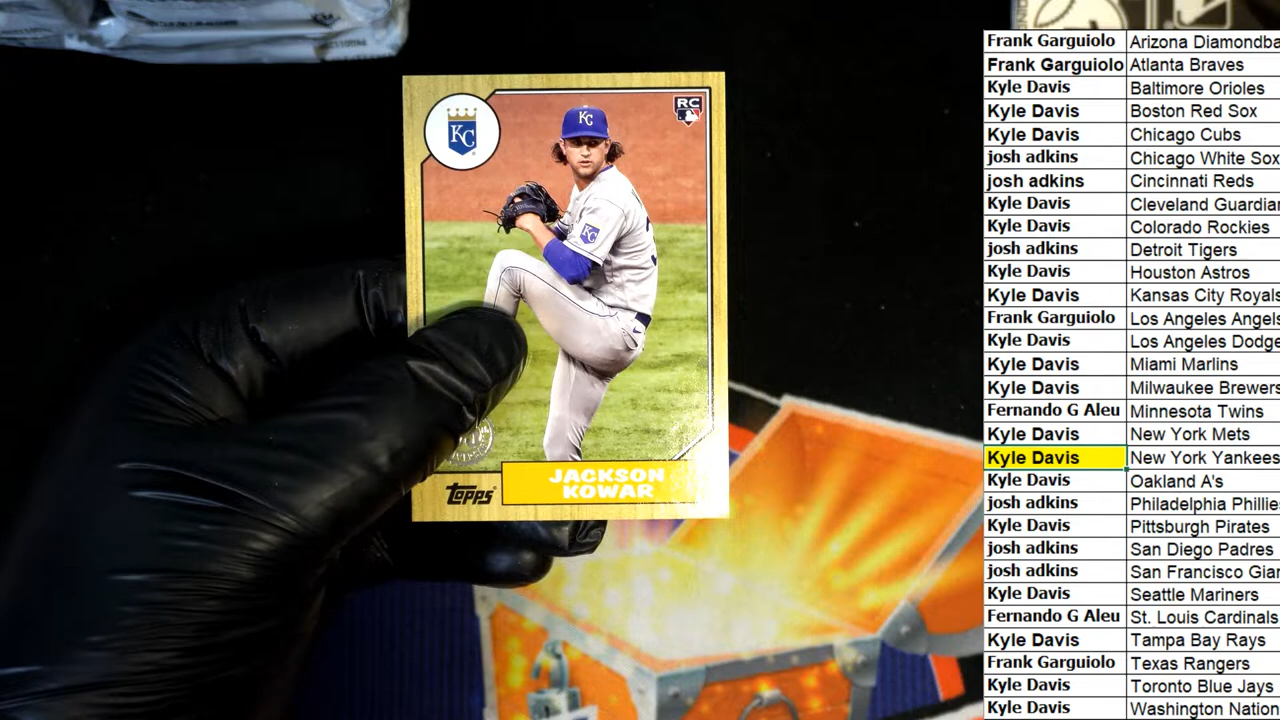 KC
RC
KC
KC
JACKSON
KOWAR
Topps
Frank Garguiolo Arizona Diamondba
Frank Garguiolo Atlanta Braves
Kyle Davis Baltimore Orioles
Kyle Davis Boston Red Sox
Kyle Davis Chicago Cubs
josh adkins Chicago White Sox
josh adkins Cincinnati Reds
Kyle Davis Cleveland Guardian
Kyle Davis Colorado Rockies
josh adkins Detroit Tigers
Kyle Davis Houston Astros
Kyle Davis Kansas City Royals
Frank Garguiolo Los Angeles Angels
Kyle Davis Los Angeles Dodge
Kyle Davis Miami Marlins
Kyle Davis Milwaukee Brewers
Fernando G Aleu Minnesota Twins
Kyle Davis New York Mets
Kyle Davis New York Yankees
Kyle Davis Oakland A's
josh adkins Philadelphia Phillie
Kyle Davis Pittsburgh Pirates
josh adkins San Diego Padres
josh adkins San Francisco Gian
Kyle Davis Seattle Mariners
Fernando G Aleu St. Louis Cardinals
Kyle Davis Tampa Bay Rays
Frank Garguiolo Texas Rangers
Kyle Davis Toronto Blue Jays
Kyle Davis Washington Nation